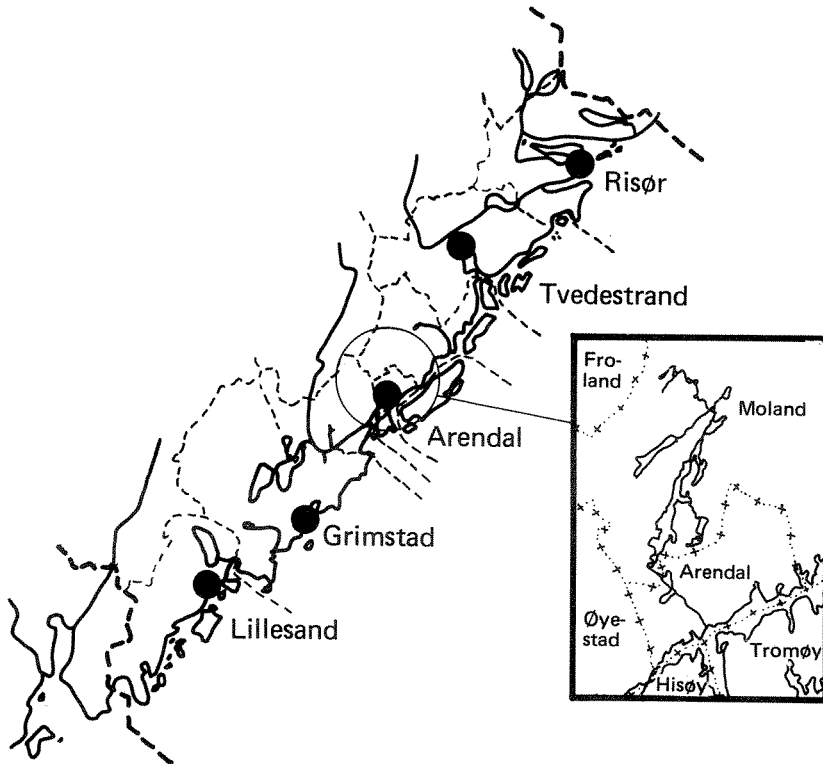 Risør
Tvedestrand
Arendal
Grimstad
Lillesand
Fro-
land
Moland
Arendal
Øye-
stad
Tromøy
Hisøy